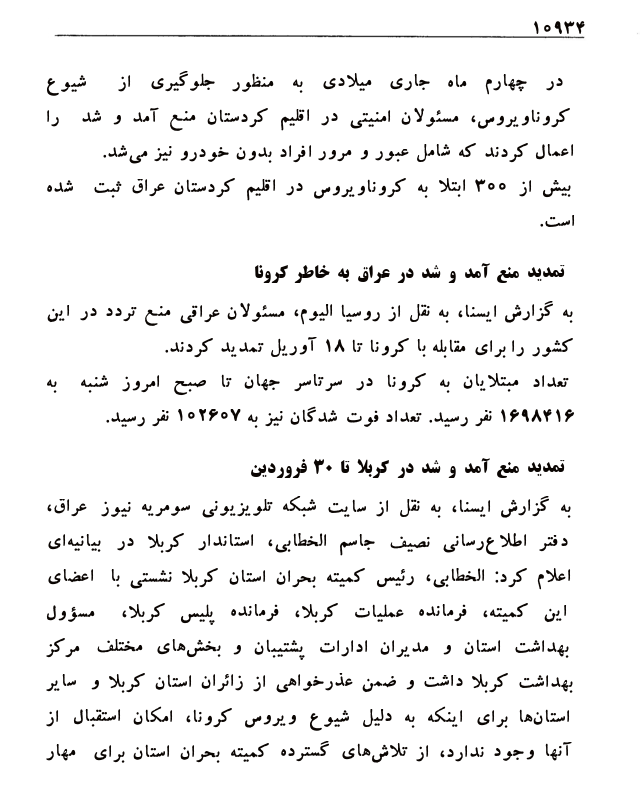 ۱۰۹۳۴
در چهارم ماه جاری میلادی به منظور جلوگیری از شیوع
کروناویروس، مسئولان امنیتی در اقلیم کردستان منع آمد و شد را
اعمال کردند که شامل عبور و مرور افراد بدون خودرو نیز می‌شد.
بیش از ۳۰۰ ابتلا به کروناویروس در اقلیم کردستان عراق ثبت شده
است.
تمدید منع آمد و شد در عراق به خاطر کرونا
به گزارش ایسنا، به نقل از روسیا الیوم، مسئولان عراقی منع تردد در این
کشور را برای مقابله با کرونا تا ۱۸ آوریل تمدید کردند.
تعداد مبتلایان به کرونا در سرتاسر جهان تا صبح امروز شنبه به
۱۶۹۸۴۱۶ نفر رسید. تعداد فوت شدگان نیز به ۱۰۲۶۰۷ نفر رسید.
تمدید منع آمد و شد در کربلا تا ۳۰ فروردین
به گزارش ایسنا، به نقل از سایت شبکه تلویزیونی سومریه نیوز عراق،
دفتر اطلاع‌رسانی نصیف جاسم الخطابی، استاندار کربلا در بیانیه‌ای
اعلام کرد: الخطابی، رئیس کمیته بحران استان کربلا نشستی با اعضای
این کمیته، فرمانده عملیات کربلا، فرمانده پلیس کربلا، مسؤول
بهداشت استان و مدیران ادارات پشتیبان و بخش‌های مختلف مرکز
بهداشت کربلا داشت و ضمن عذرخواهی از زائران استان کربلا و سایر
استان‌ها برای اینکه به دلیل شیوع ویروس کرونا، امکان استقبال از
آنها وجود ندارد، از تلاش‌های گسترده کمیته بحران استان برای مهار